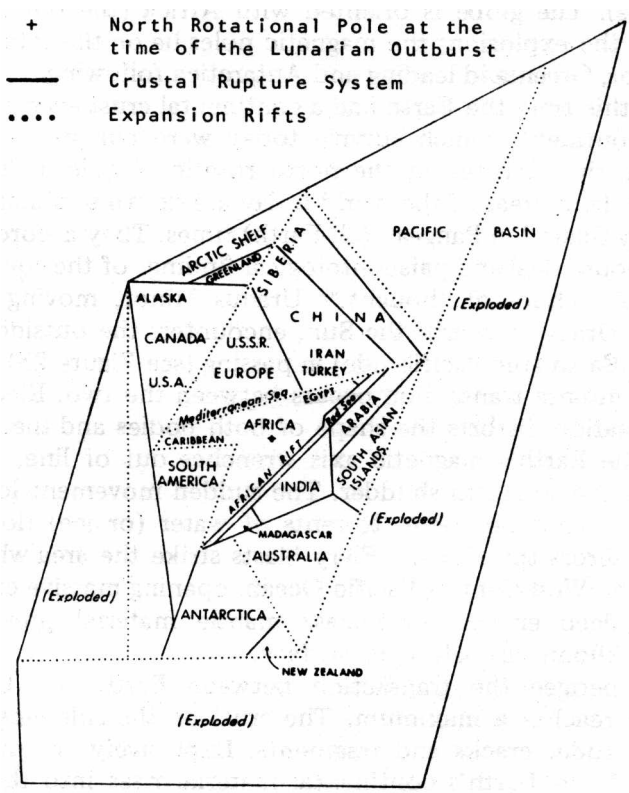 + North Rotational Pole at the
time of the Lunarian Outburst
Crustal Rupture System
Expansion Rifts
PACIFIC BASIN
ARCTIC SHELF
GREENLAND
SIBERIA
(Exploded)
ALASKA
CHINA
CANADA
U.S.S.R.
IRAN
EUROPE
TURKEY
U.S.A.
Mediterranean Sea
EGYPT
Red Sea
ARABIA
AFRICA
+
CARIBBEAN
SOUTH
AMERICA
AFRICAN RIFT
INDIA
SOUTH ASIAN
ISLANDS
(Exploded)
MADAGASCAR
AUSTRALIA
(Exploded)
ANTARCTICA
NEW ZEALAND
(Exploded)